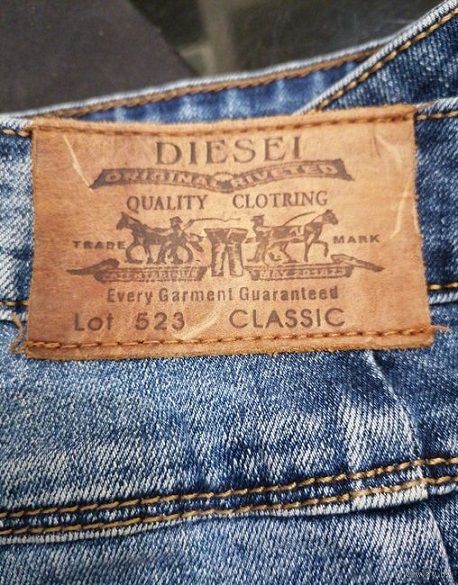 DIESEI
ORIGINAL RIVETED
QUALITY CLOTRING
TRADE MARK
Every Garment Guaranteed
Lot 523 CLASSIC